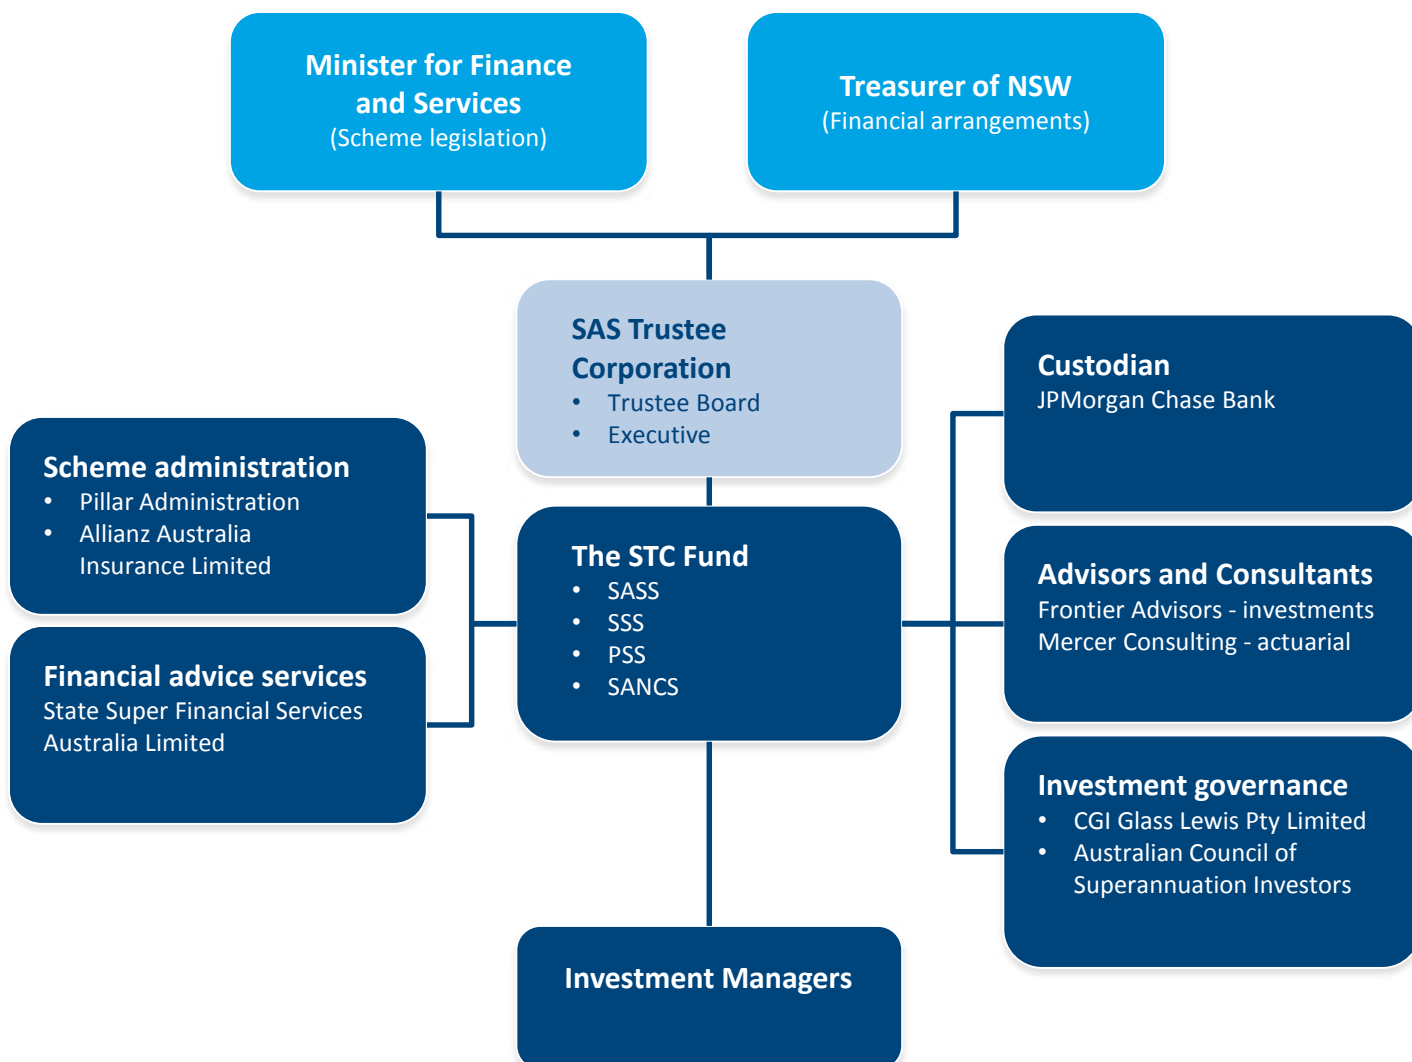 Minister for Finance
and Services
(Scheme legislation)
Treasurer of NSW
(Financial arrangements)
SAS Trustee
Corporation
• Trustee Board
• Executive
Custodian
JPMorgan Chase Bank
Scheme administration
• Pillar Administration
• Allianz Australia
Insurance Limited
The STC Fund
• SASS
• SSS
• PSS
• SANCS
Advisors and Consultants
Frontier Advisors - investments
Mercer Consulting - actuarial
Financial advice services
State Super Financial Services
Australia Limited
Investment governance
• CGI Glass Lewis Pty Limited
• Australian Council of
Superannuation Investors
Investment Managers